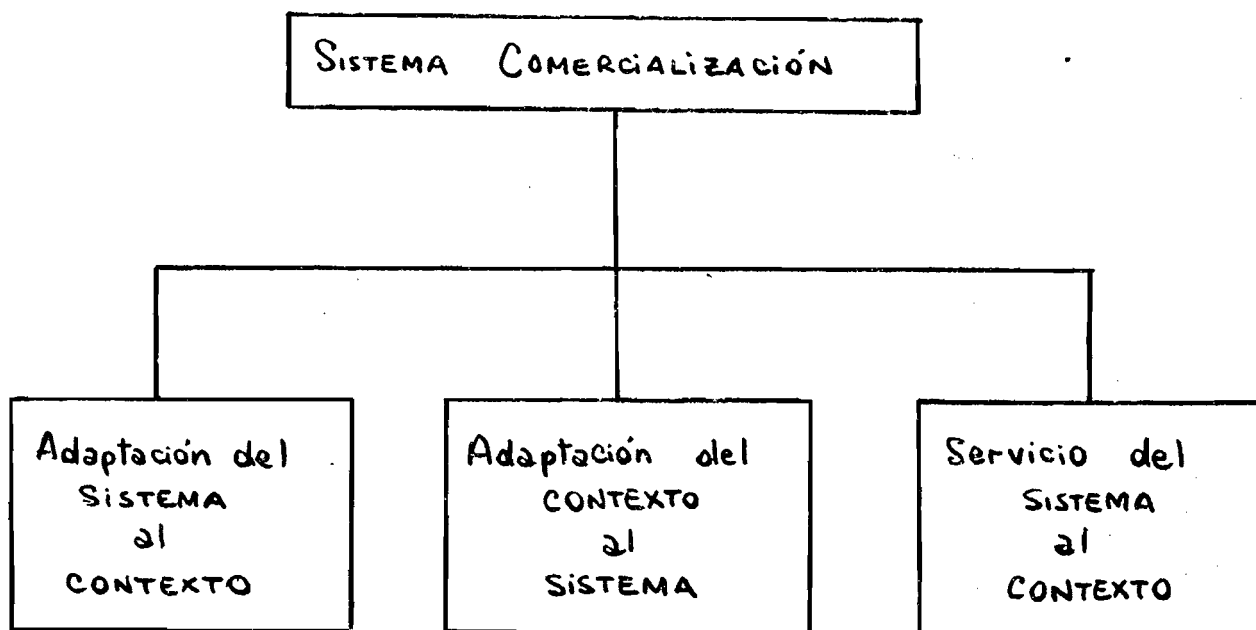 SISTEMA COMERCIALIZACIÓN
Adaptación del
SISTEMA
al
CONTEXTO
Adaptación del
CONTEXTO
al
SISTEMA
Servicio del
SISTEMA
al
CONTEXTO